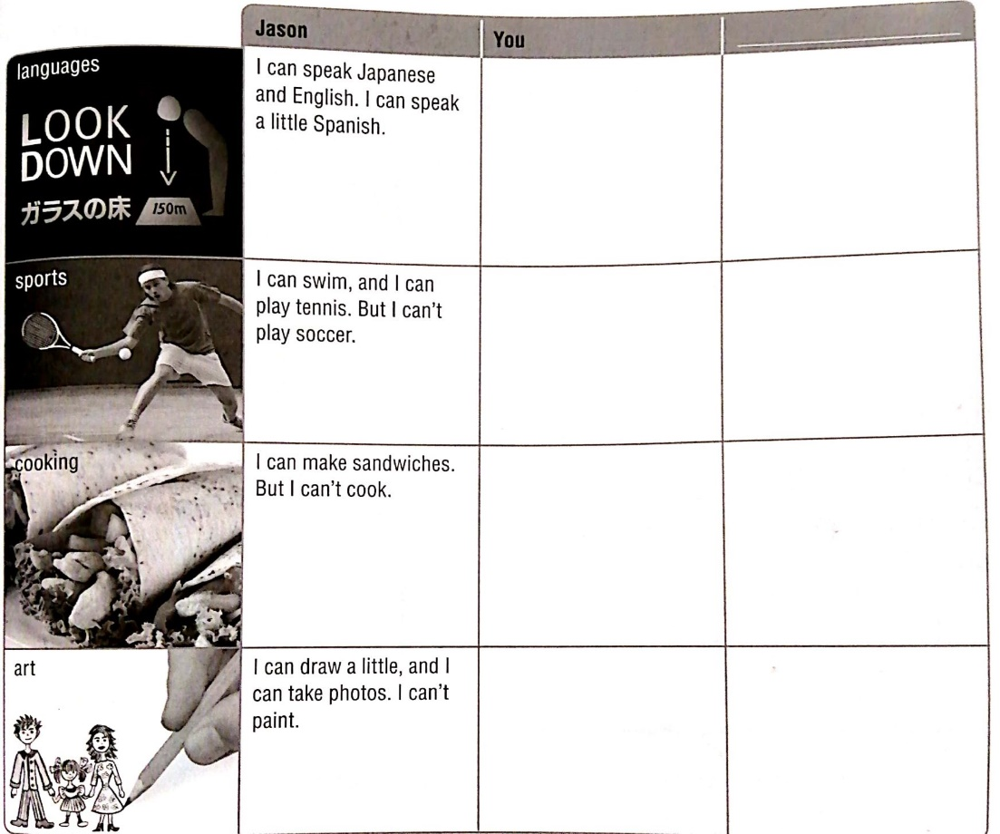 Jason
You
languages
LOOK
DOWN
ガラスの床
150m
I can speak Japanese
and English. I can speak
a little Spanish.
sports
I can swim, and I can
play tennis. But I can't
play soccer.
cooking
I can make sandwiches.
But I can't cook.
art
I can draw a little, and I
can take photos. I can't
paint.